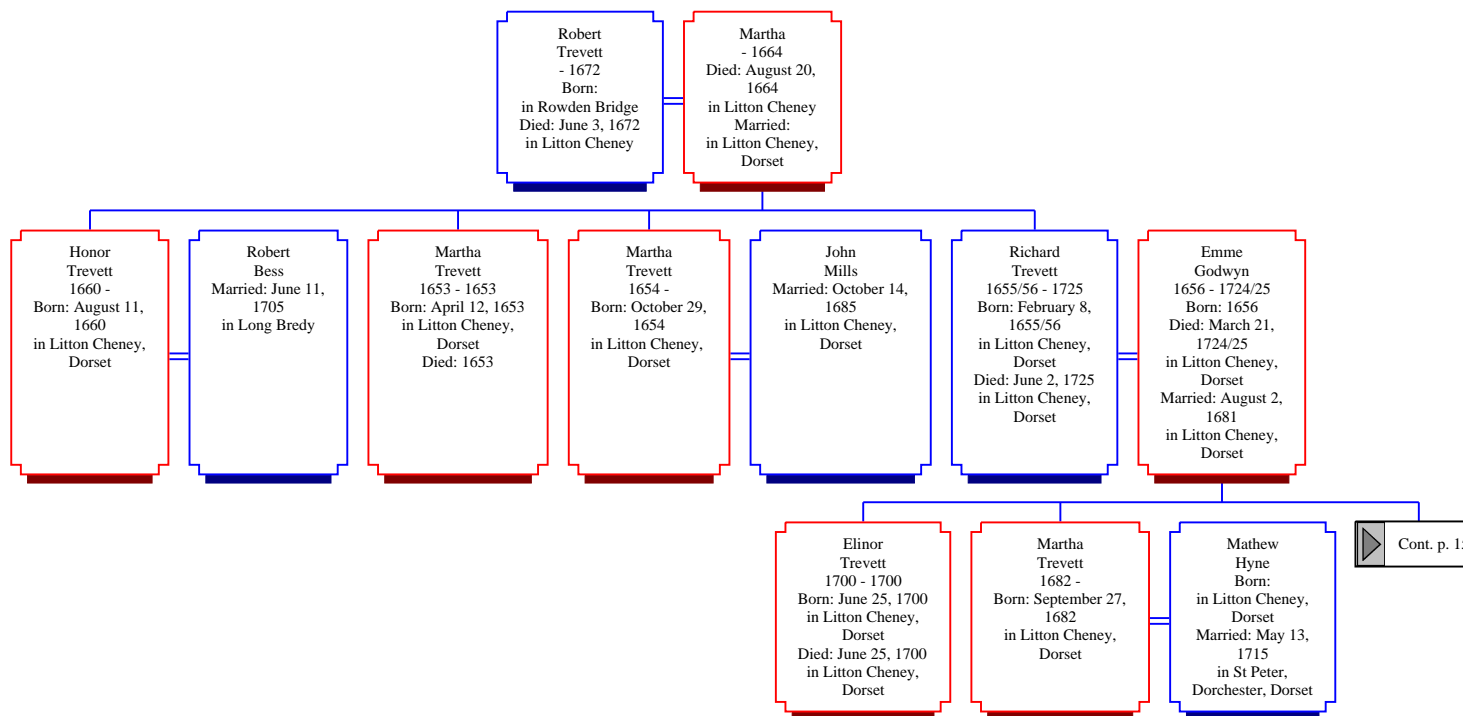 Robert
Trevett
- 1672
Born:
in Rowden Bridge
Died: June 3, 1672
in Litton Cheney
Martha
- 1664
Died: August 20,
1664
in Litton Cheney
Married:
in Litton Cheney,
Dorset
Honor
Trevett
1660 -
Born: August 11,
1660
in Litton Cheney,
Dorset
Robert
Bess
Married: June 11,
1705
in Long Bredy
Martha
Trevett
1653 - 1653
Born: April 12, 1653
in Litton Cheney,
Dorset
Died: 1653
Martha
Trevett
1654 -
Born: October 29,
1654
in Litton Cheney,
Dorset
John
Mills
Married: October 14,
1685
in Litton Cheney,
Dorset
Richard
Trevett
1655/56 - 1725
Born: February 8,
1655/56
in Litton Cheney,
Dorset
Died: June 2, 1725
in Litton Cheney,
Dorset
Emme
Godwyn
1656 - 1724/25
Born: 1656
Died: March 21,
1724/25
in Litton Cheney,
Dorset
Married: August 2,
1681
in Litton Cheney,
Dorset
Elinor
Trevett
1700 - 1700
Born: June 25, 1700
in Litton Cheney,
Dorset
Died: June 25, 1700
in Litton Cheney,
Dorset
Martha
Trevett
1682 -
Born: September 27,
1682
in Litton Cheney,
Dorset
Mathew
Hyne
Born:
in Litton Cheney,
Dorset
Married: May 13,
1715
in St Peter,
Dorchester, Dorset
Cont. p.